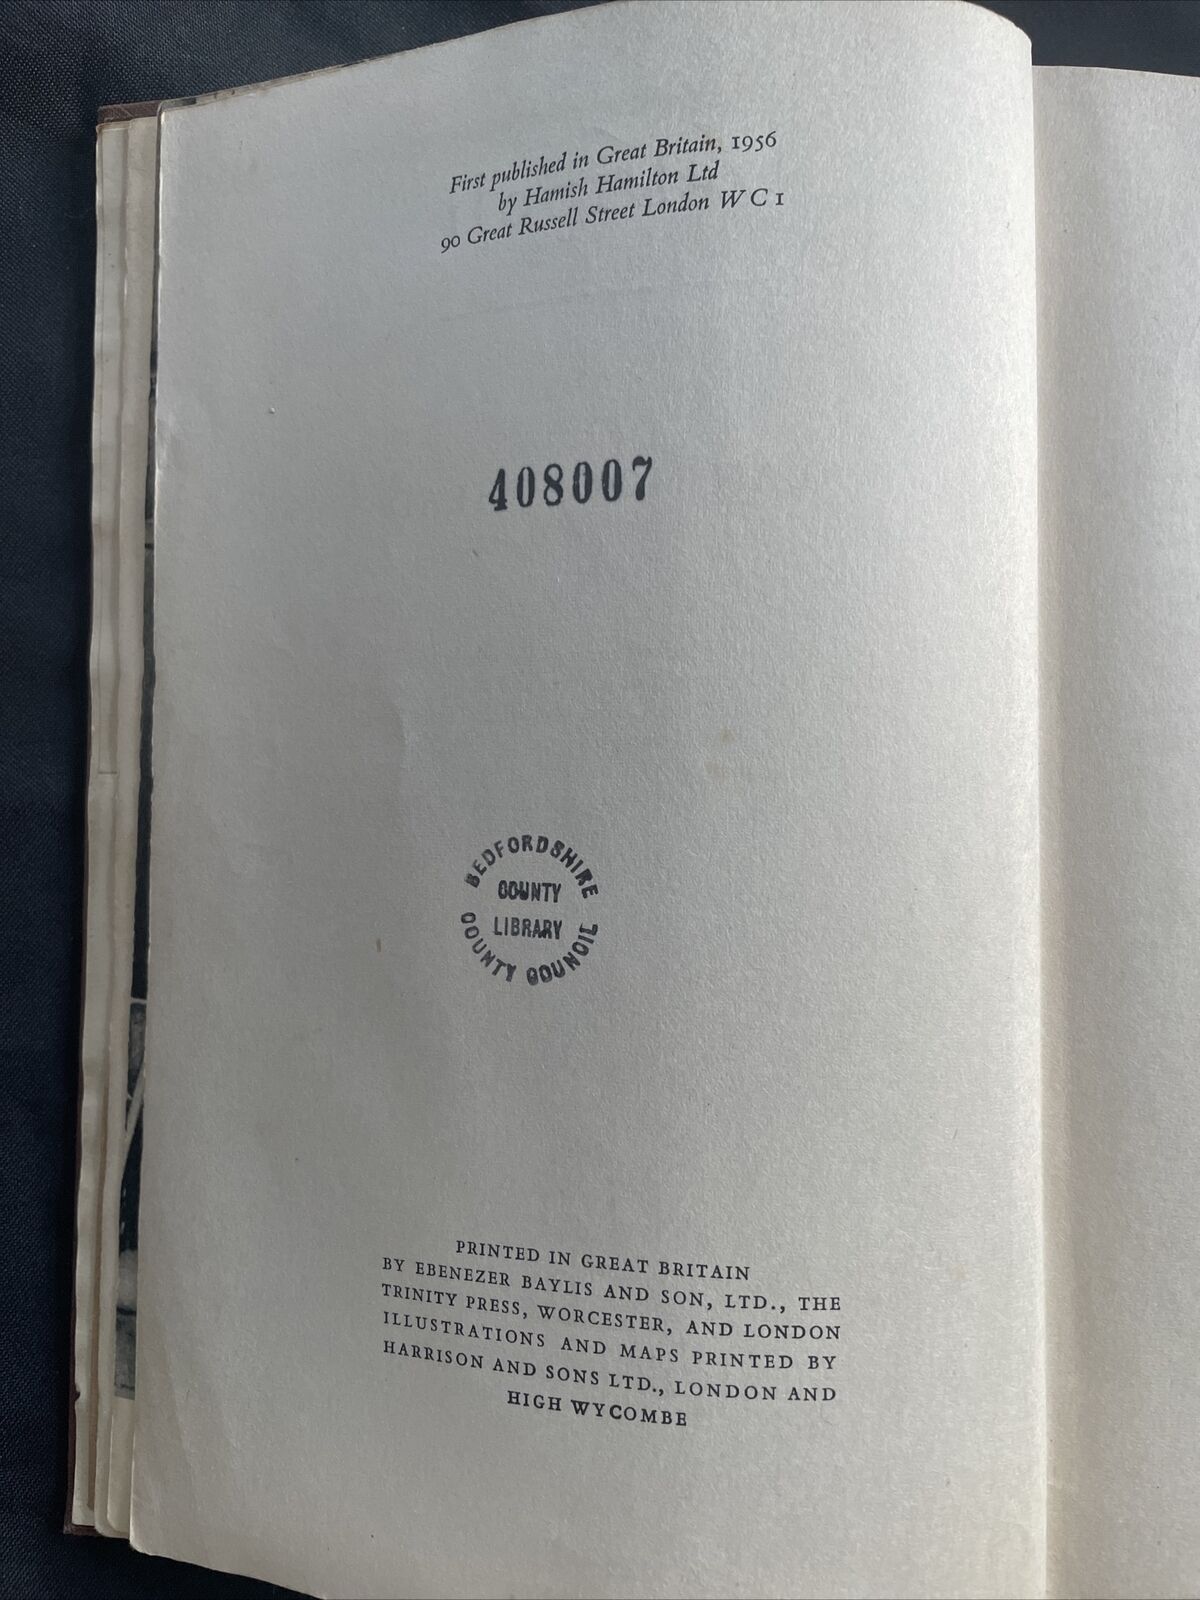 First published in Great Britain, 1956
by Hamish Hamilton Ltd
90 Great Russell Street London W C 1
408007
BEDFORDSHIRE
COUNTY
LIBRARY
COUNTY COUNCIL
PRINTED IN GREAT BRITAIN
BY EBENEZER BAYLIS AND SON, LTD., THE
TRINITY PRESS, WORCESTER, AND LONDON
ILLUSTRATIONS AND MAPS PRINTED BY
HARRISON AND SONS LTD., LONDON AND
HIGH WYCOMBE